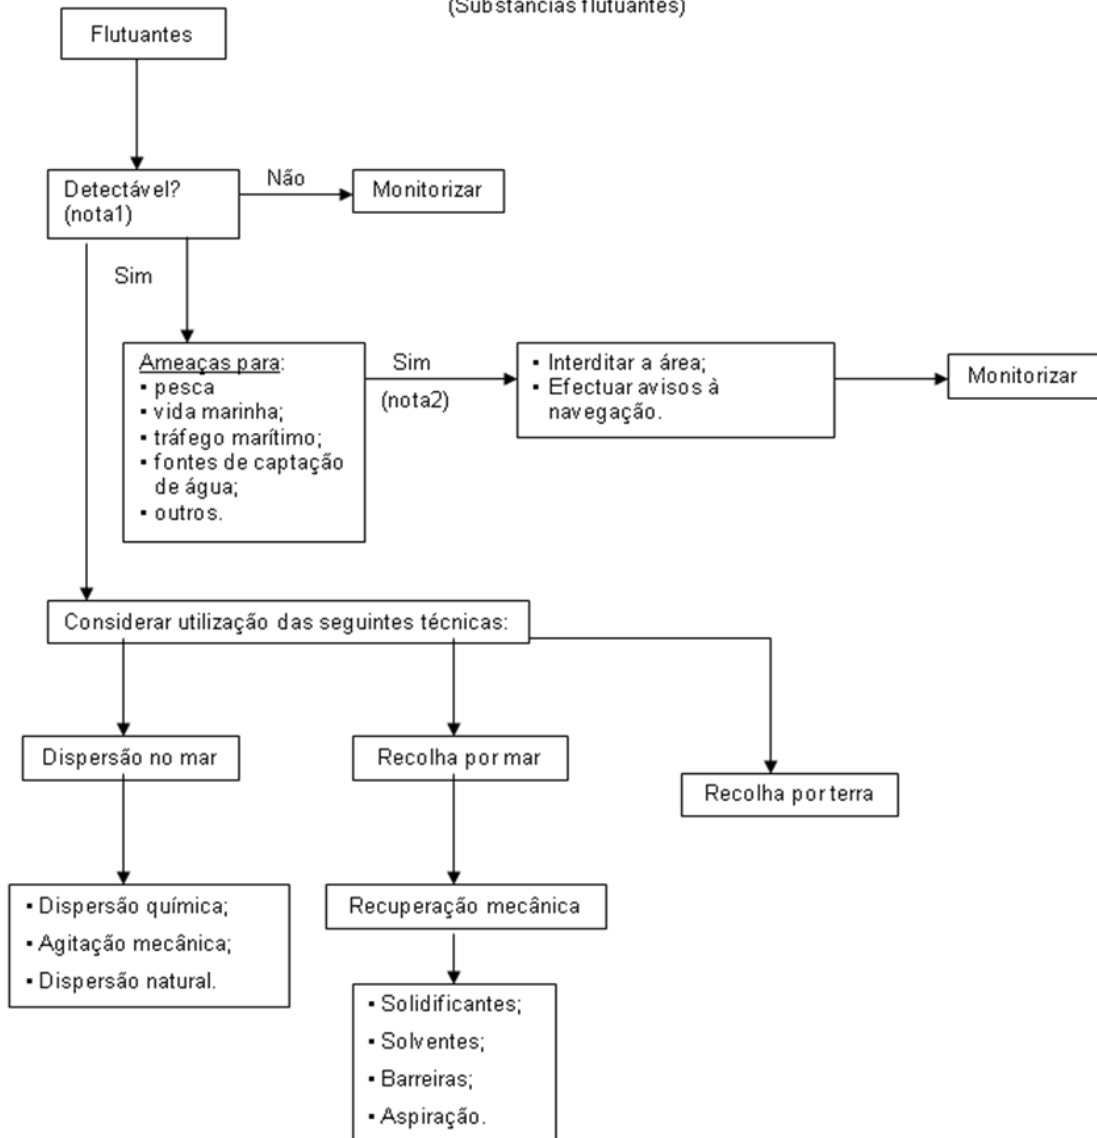 (Substâncias flutuantes)
Flutuantes
Detectável?
(nota1)
Não
Monitorizar
Sim
Ameaças para:
▪ pesca
▪ vida marinha;
▪ tráfego marítimo;
▪ fontes de captação
de água;
▪ outros.
Sim
(nota2)
▪ Interditar a área;
▪ Efectuar avisos à
navegação.
Monitorizar
Considerar utilização das seguintes técnicas:
Dispersão no mar
Recolha por mar
Recolha por terra
▪ Dispersão química;
▪ Agitação mecânica;
▪ Dispersão natural.
Recuperação mecânica
▪ Solidificantes;
▪ Solventes;
▪ Barreiras;
▪ Aspiração.